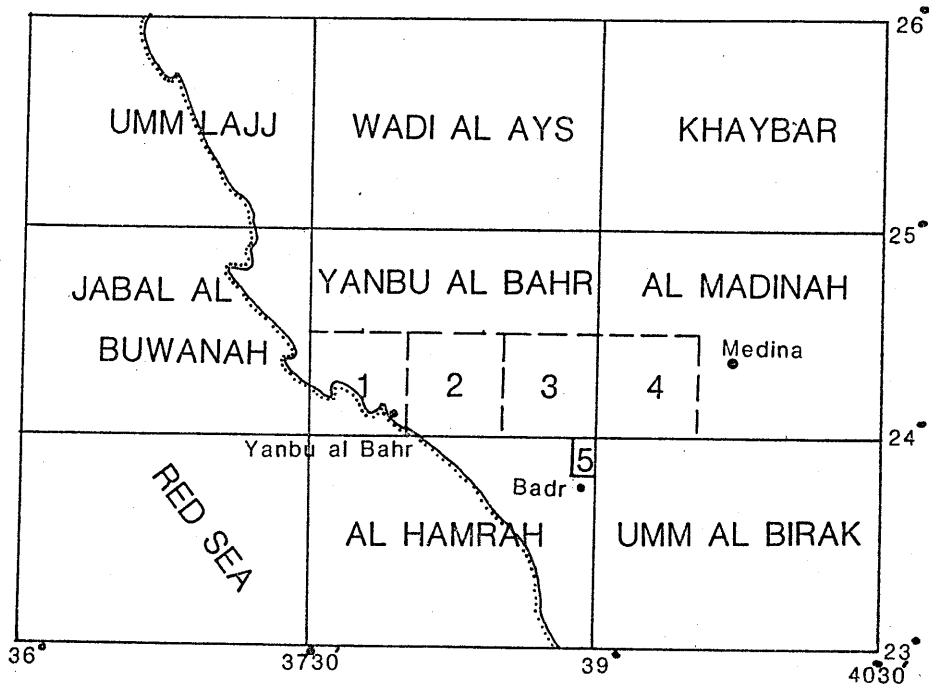 26°
UMM LAJJ
WADI AL AYS
KHAYBAR
25°
JABAL AL
BUWANAH
YANBU AL BAHR
AL MADINAH
Medina
1
2
3
4
24°
Yanbu al Bahr
5
Badr
RED SEA
AL HAMRAH
UMM AL BIRAK
23°
36°
37°30'
39°
40°30'